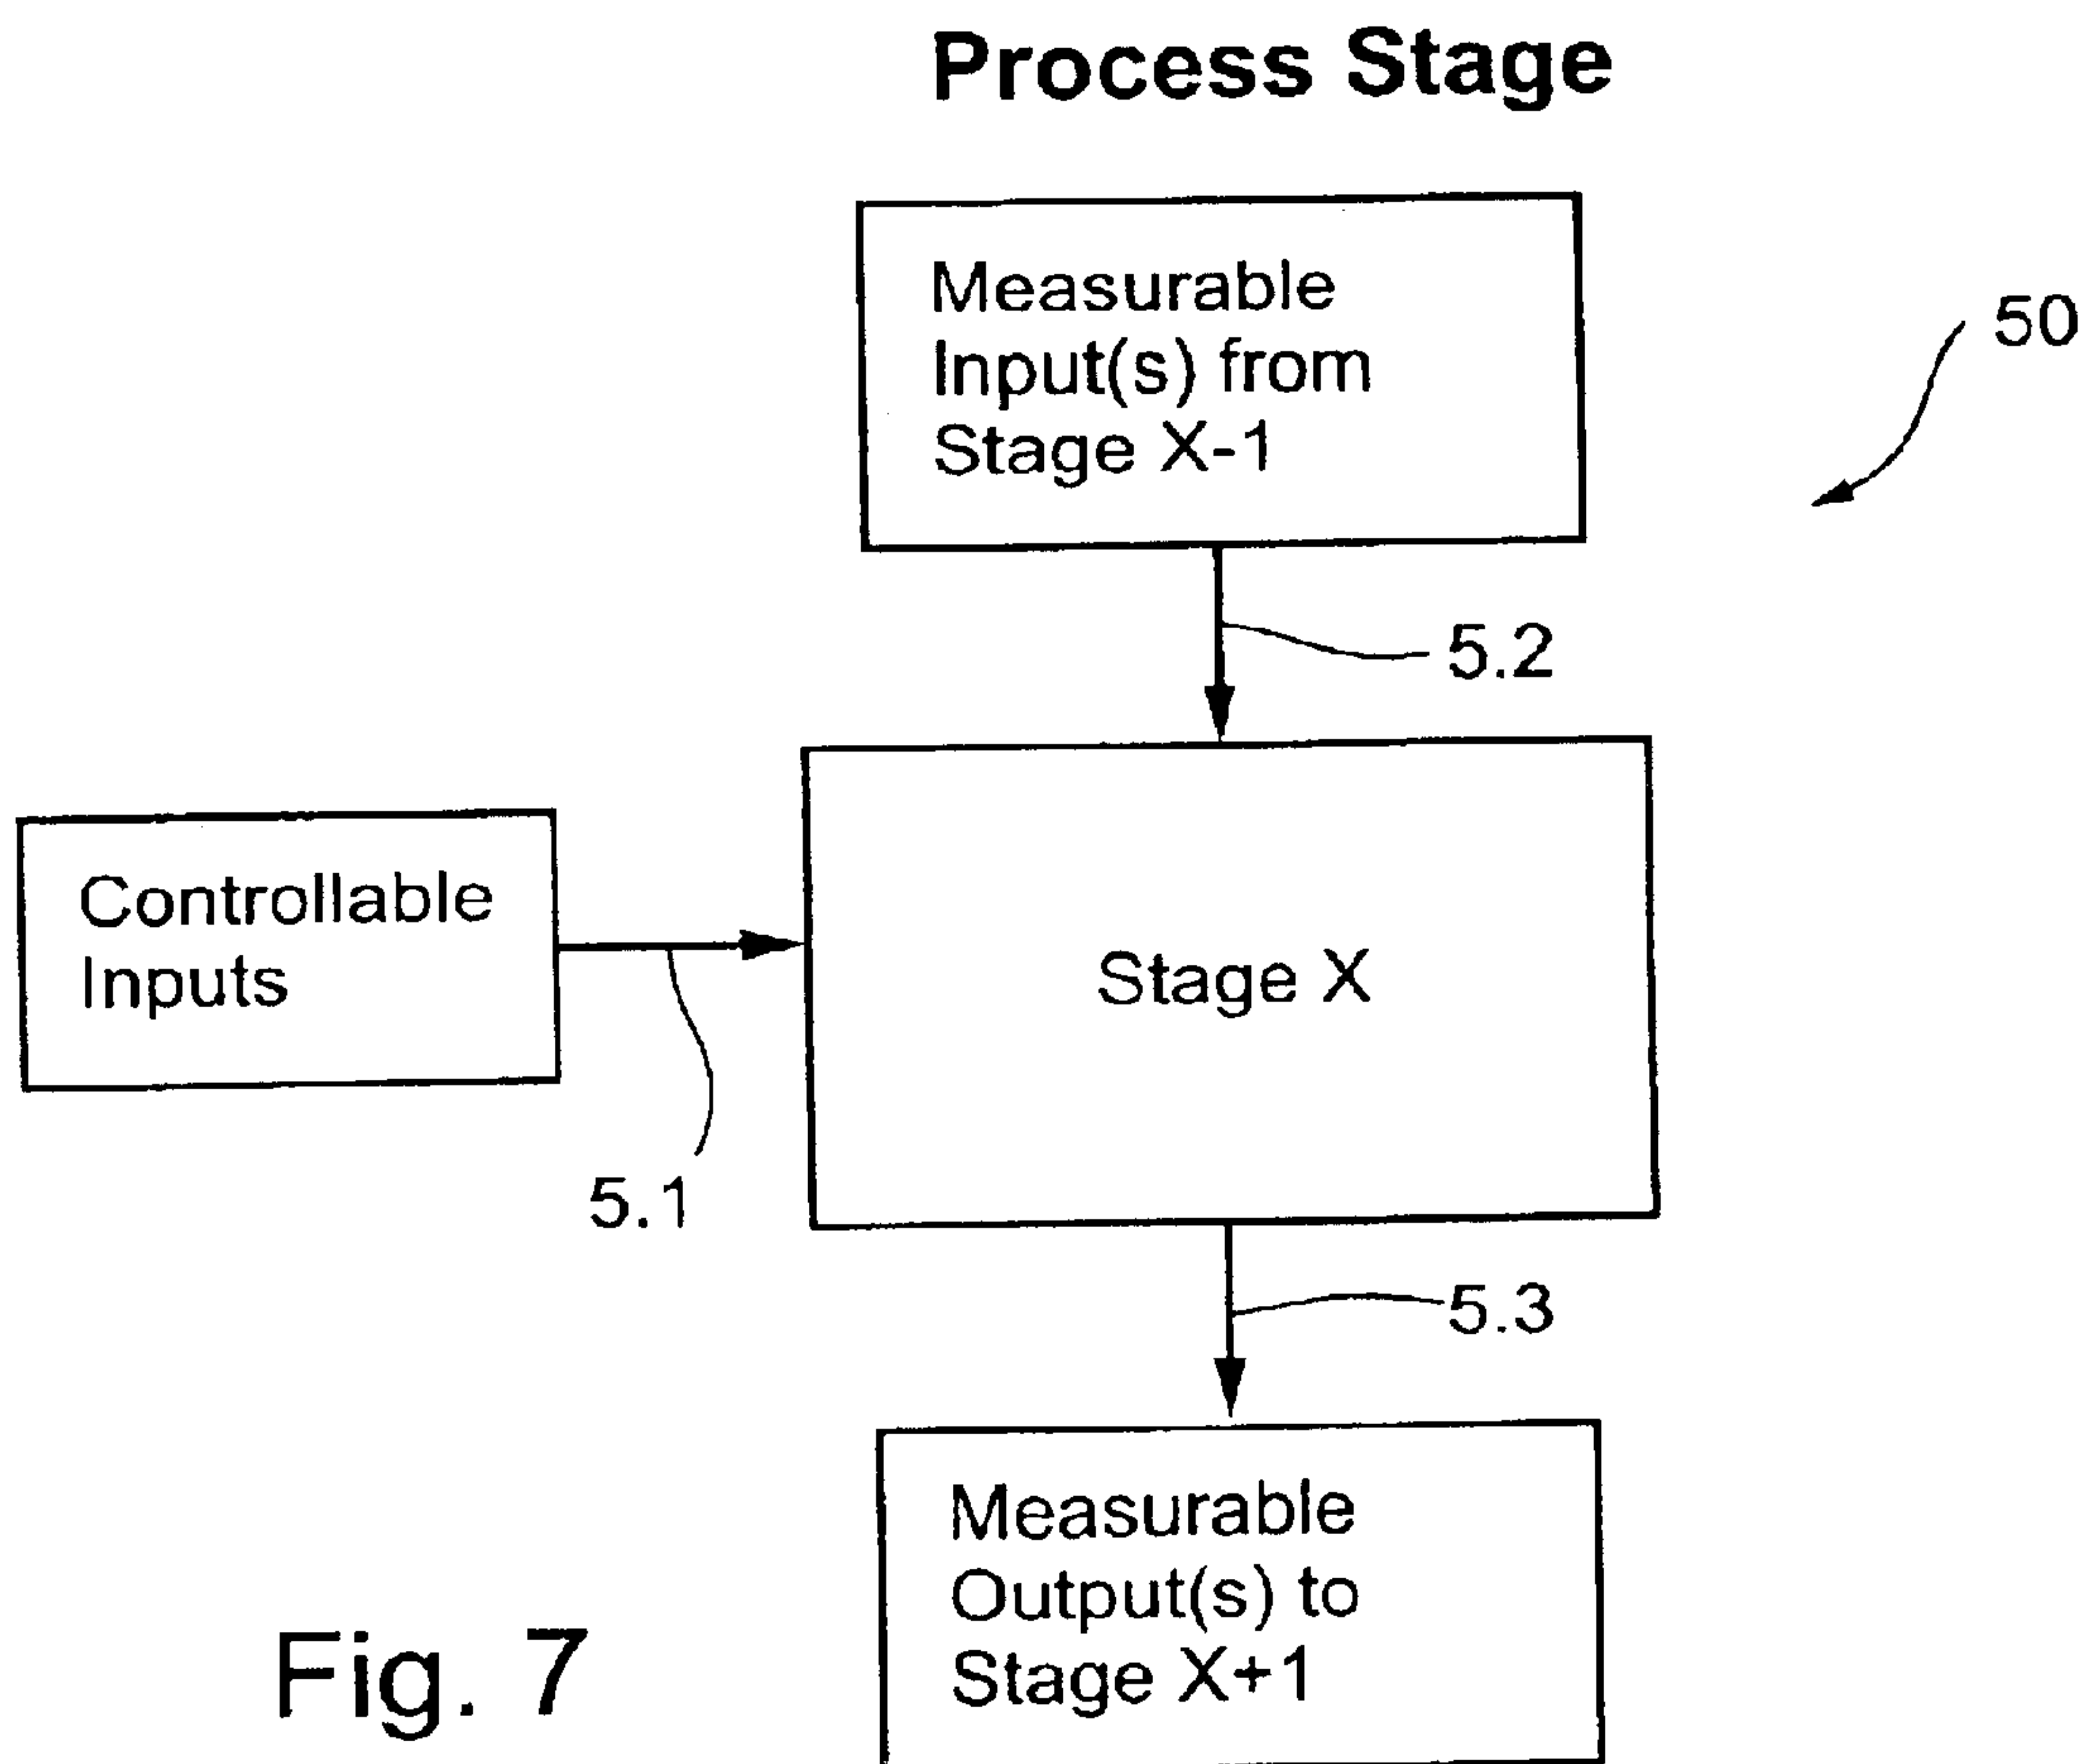 Process Stage
Measurable
Input(s) from
Stage X-1
50
5.2
Controllable
Inputs
Stage X
5.1
5.3
Measurable
Output(s) to
Stage X+1
Fig. 7